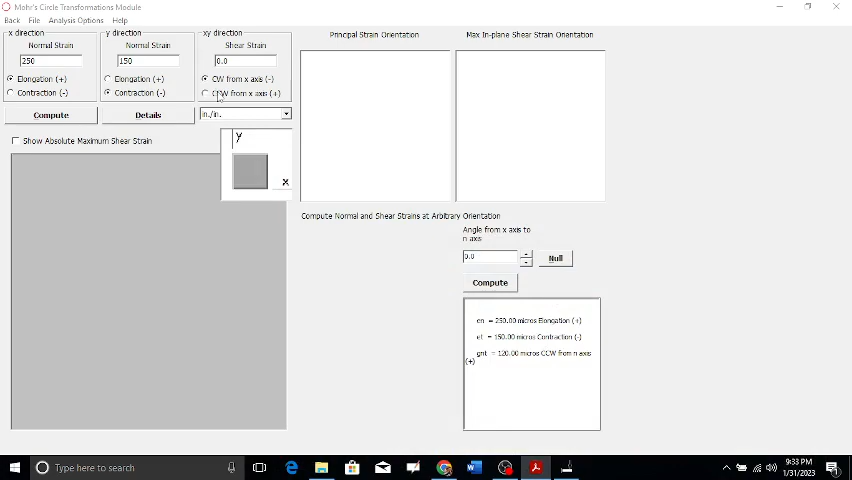 Mohr's Circle Transformations Module
Back File Analysis Options Help
x direction
Normal Strain
250
Elongation (+)
Contraction (-)
y direction
Normal Strain
150
Elongation (+)
Contraction (-)
xy direction
Shear Strain
0.0
CW from x axis (-)
CCW from x axis (+)
Compute
Details
in./in.
Show Absolute Maximum Shear Strain
y
x
Principal Strain Orientation
Max In-plane Shear Strain Orientation
Compute Normal and Shear Strains at Arbitrary Orientation
Angle from x axis to
n axis
0.0
Null
Compute
en = 250.00 micros Elongation (+)
et = 150.00 micros Contraction (-)
gnt = 120.00 micros CCW from n axis
(+)
Type here to search
9:33 PM
1/31/2023